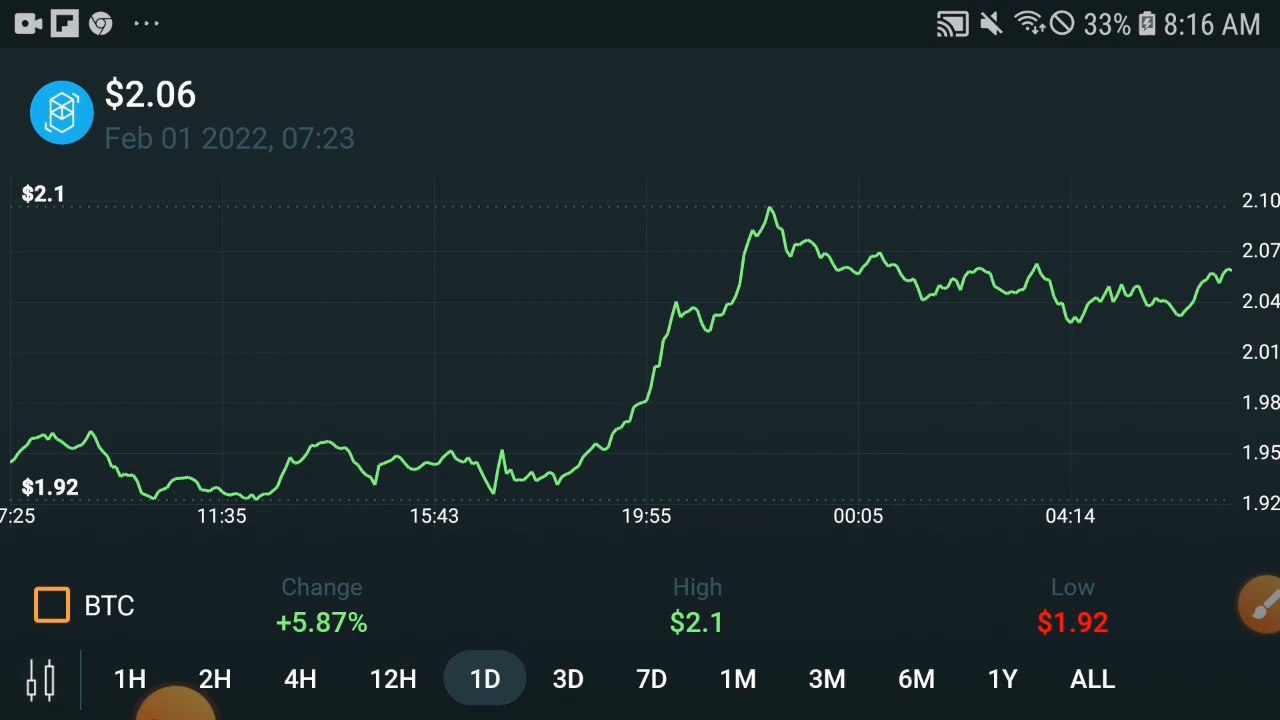 33% 8:16 AM
$2.06
Feb 01 2022, 07:23
$2.1
2.10
2.07
2.04
2.01
1.98
1.95
$1.92
1.92
7:25 11:35 15:43 19:55 00:05 04:14
BTC
Change High Low
+5.87% $2.1 $1.92
1H 2H 4H 12H 1D 3D 7D 1M 3M 6M 1Y ALL